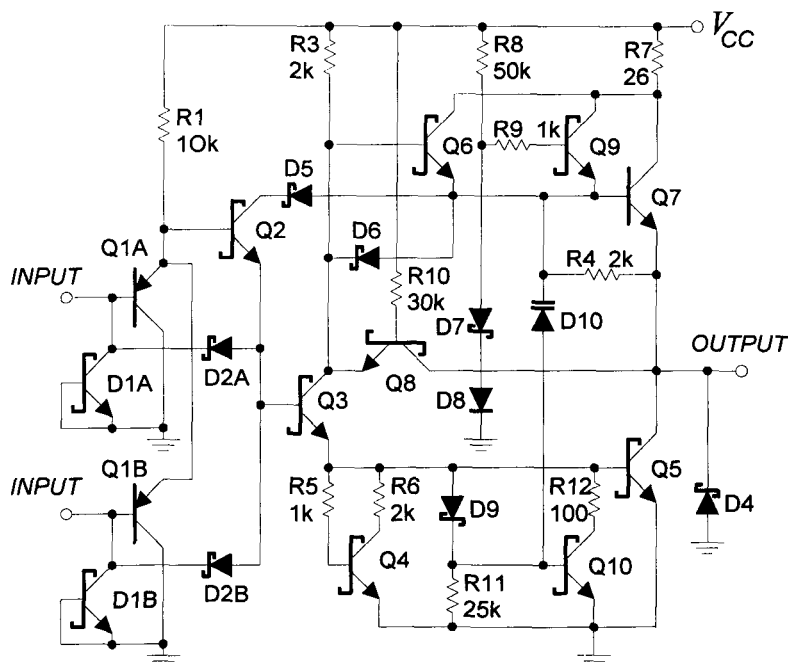 V_CC
R3
2k
R8
50k
R7
26
R1
10k
R9 1k
Q6
Q9
D5
Q7
Q2
D6
Q1A
R4 2k
INPUT
R10
30k
D7
D10
OUTPUT
D2A
D1A
Q3
Q8
D8
Q1B
INPUT
Q5
R5
1k
R6
2k
D9
R12
100
D4
Q4
Q10
D2B
R11
25k
D1B